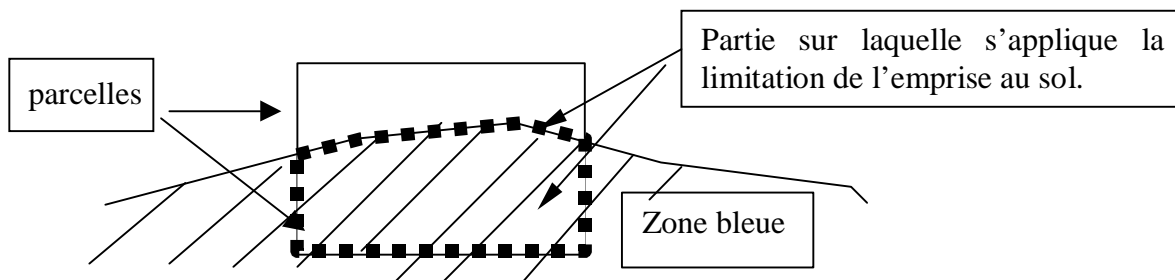 Partie sur laquelle s’applique la
limitation de l’emprise au sol.
parcelles
Zone bleue